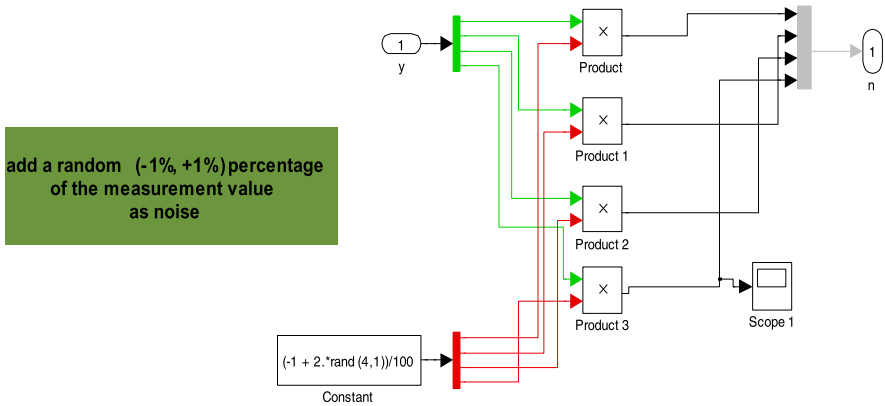 1
y
×
Product
1
n
×
Product 1
add a random (-1%, +1%) percentage
of the measurement value
as noise
×
Product 2
×
Product 3
Scope 1
(-1 + 2.*rand (4,1))/100
Constant